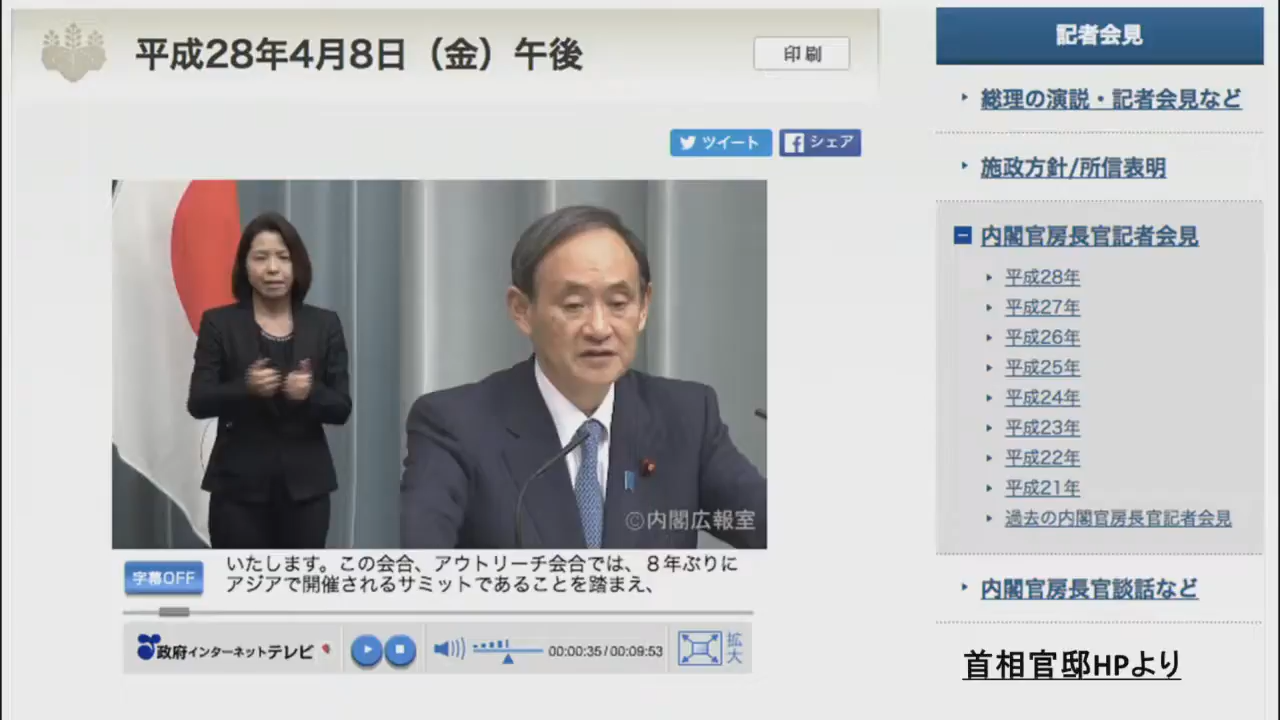 平成28年4月8日（金）午後
印刷
ツイート
シェア
©内閣広報室
字幕OFF
いたします。この会合、アウトリーチ会合では、８年ぶりに
アジアで開催されるサミットであることを踏まえ、
政府インターネットテレビ
00:00:35/00:09:53
拡大
記者会見
総理の演説・記者会見など
施政方針/所信表明
内閣官房長官記者会見
平成28年
平成27年
平成26年
平成25年
平成24年
平成23年
平成22年
平成21年
過去の内閣官房長官記者会見
内閣官房長官談話など
首相官邸HPより